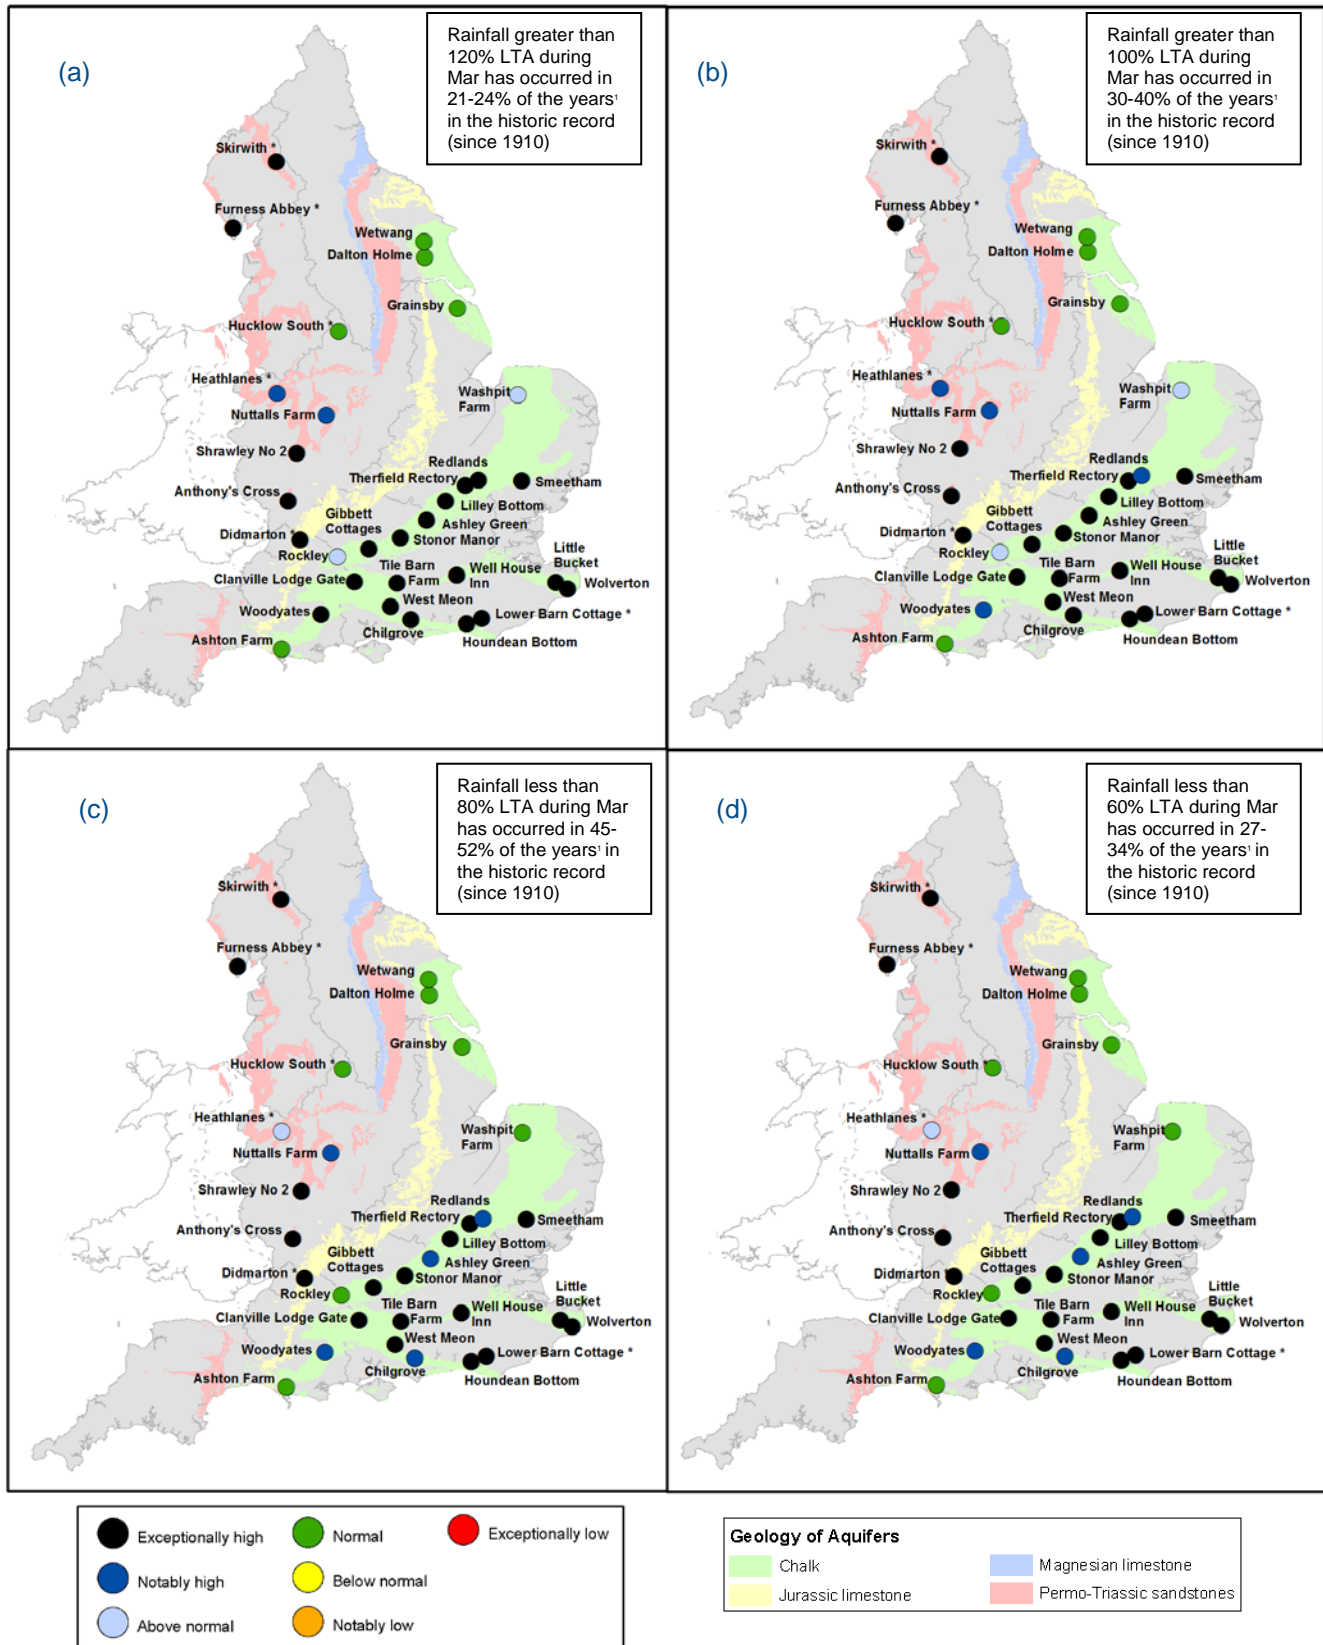 (a)
Rainfall greater than
120% LTA during
Mar has occurred in
21-24% of the years¹
in the historic record
(since 1910)
Skirwith *
Furness Abbey *
Wetwang
Dalton Holme
Grainsby
Hucklow South *
Heathlanes *
Washpit
Farm
Nuttalls Farm
Shrawley No 2
Redlands
Therfield Rectory
Smeetham
Anthony's Cross
Lilley Bottom
Gibbett
Cottages
Ashley Green
Didmarton *
Stonor Manor
Rockley
Little
Bucket
Tile Barn
Farm
Well House
Inn
Clanville Lodge Gate
Wolverton
West Meon
Woodyates
Lower Barn Cottage *
Chilgrove
Ashton Farm
Houndean Bottom
(b)
Rainfall greater than
100% LTA during
Mar has occurred in
30-40% of the years¹
in the historic record
(since 1910)
Skirwith *
Furness Abbey *
Wetwang
Dalton Holme
Grainsby
Hucklow South *
Heathlanes *
Washpit
Farm
Nuttalls Farm
Shrawley No 2
Redlands
Therfield Rectory
Smeetham
Anthony's Cross
Lilley Bottom
Gibbett
Cottages
Ashley Green
Didmarton *
Stonor Manor
Rockley
Little
Bucket
Tile Barn
Farm
Well House
Inn
Clanville Lodge Gate
Wolverton
West Meon
Woodyates
Lower Barn Cottage *
Chilgrove
Ashton Farm
Houndean Bottom
(c)
Rainfall less than
80% LTA during Mar
has occurred in 45-
52% of the years¹ in
the historic record
(since 1910)
Skirwith *
Furness Abbey *
Wetwang
Dalton Holme
Grainsby
Hucklow South *
Heathlanes *
Washpit
Farm
Nuttalls Farm
Shrawley No 2
Redlands
Therfield Rectory
Smeetham
Anthony's Cross
Lilley Bottom
Gibbett
Cottages
Ashley Green
Didmarton *
Stonor Manor
Rockley
Little
Bucket
Tile Barn
Farm
Well House
Inn
Clanville Lodge Gate
Wolverton
West Meon
Woodyates
Lower Barn Cottage *
Chilgrove
Ashton Farm
Houndean Bottom
(d)
Rainfall less than
60% LTA during Mar
has occurred in 27-
34% of the years¹ in
the historic record
(since 1910)
Skirwith *
Furness Abbey *
Wetwang
Dalton Holme
Grainsby
Hucklow South *
Heathlanes *
Washpit
Farm
Nuttalls Farm
Shrawley No 2
Redlands
Therfield Rectory
Smeetham
Anthony's Cross
Lilley Bottom
Gibbett
Cottages
Ashley Green
Didmarton *
Stonor Manor
Rockley
Little
Bucket
Tile Barn
Farm
Well House
Inn
Clanville Lodge Gate
Wolverton
West Meon
Woodyates
Lower Barn Cottage *
Chilgrove
Ashton Farm
Houndean Bottom
Exceptionally high
Normal
Exceptionally low
Notably high
Below normal
Above normal
Notably low
Geology of Aquifers
Chalk
Magnesian limestone
Jurassic limestone
Permo-Triassic sandstones